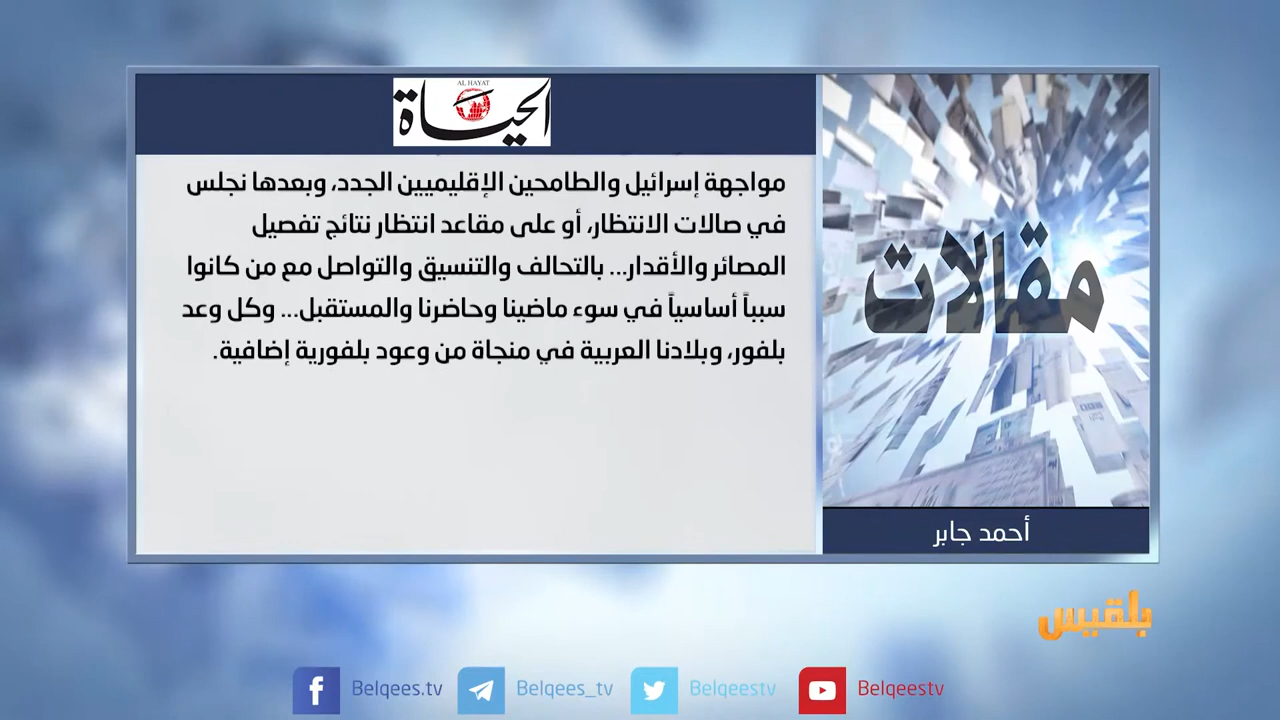 AL HAYAT
الحياة
مواجهة إسرائيل والطامحين الإقليميين الجدد، وبعدها نجلس
في صالات الانتظار، أو على مقاعد انتظار نتائج تفصيل
المصائر والأقدار... بالتحالف والتنسيق والتواصل مع من كانوا
سبباً أساسياً في سوء ماضينا وحاضرنا والمستقبل... وكل وعد
بلفور، وبلادنا العربية في منجاة من وعود بلفورية إضافية.
مقالات
أحمد جابر
بلقيس
Belqees.tv
Belqees_tv
Belqeestv
Belqeestv